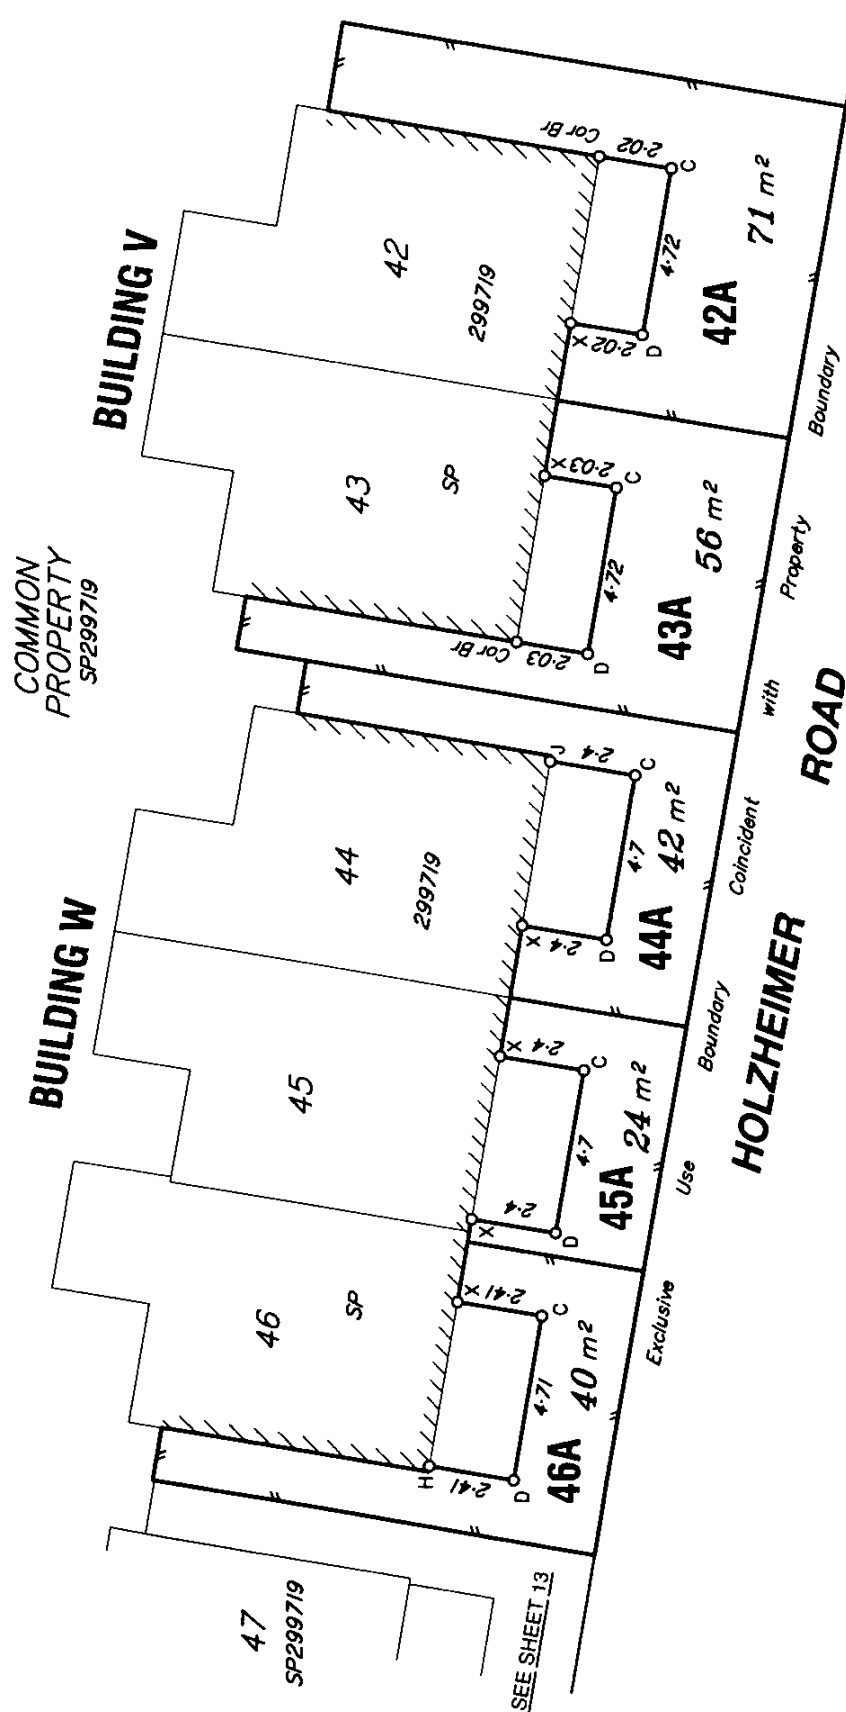 COMMON
PROPERTY
SP299719
BUILDING V
42
299719
Cor Br
2·02
C
4·72
X
2·02
D
42A
71 m²
43
SP
X
2·03
C
4·72
Cor Br
2·03
D
43A
56 m²
BUILDING W
44
299719
C
2·4
C
4·7
X
2·4
D
44A
42 m²
45
X
2·4
C
4·7
X
2·4
D
45A
24 m²
46
SP
X
2·41
C
4·71
H
2·41
D
46A
40 m²
47
SP299719
SEE SHEET 13
Exclusive Use Boundary Coincident with Property Boundary
HOLZHEIMER ROAD